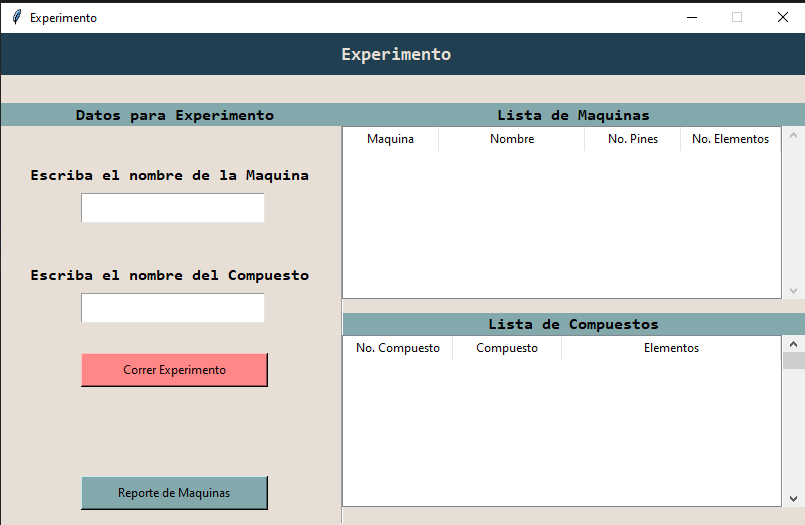 Experimento
Experimento
Datos para Experimento
Lista de Maquinas
Maquina Nombre No. Pines No. Elementos
Escriba el nombre de la Maquina
Escriba el nombre del Compuesto
Lista de Compuestos
No. Compuesto Compuesto Elementos
Correr Experimento
Reporte de Maquinas